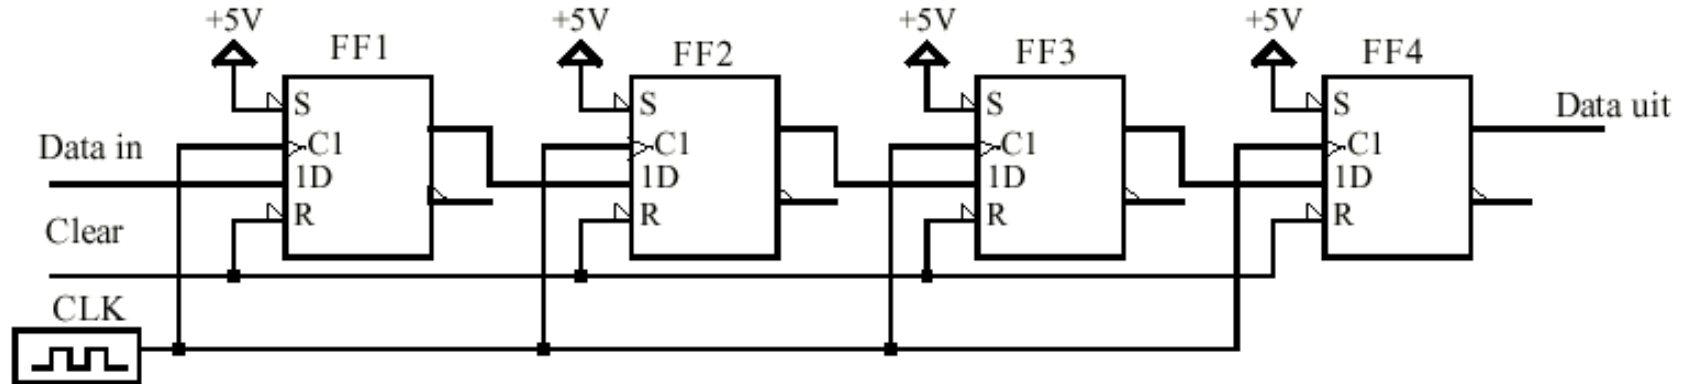 +5V +5V +5V +5V
FF1 FF2 FF3 FF4
S S S S Data uit
Data in C1 C1 C1 C1
1D 1D 1D 1D
R R R R
Clear
CLK